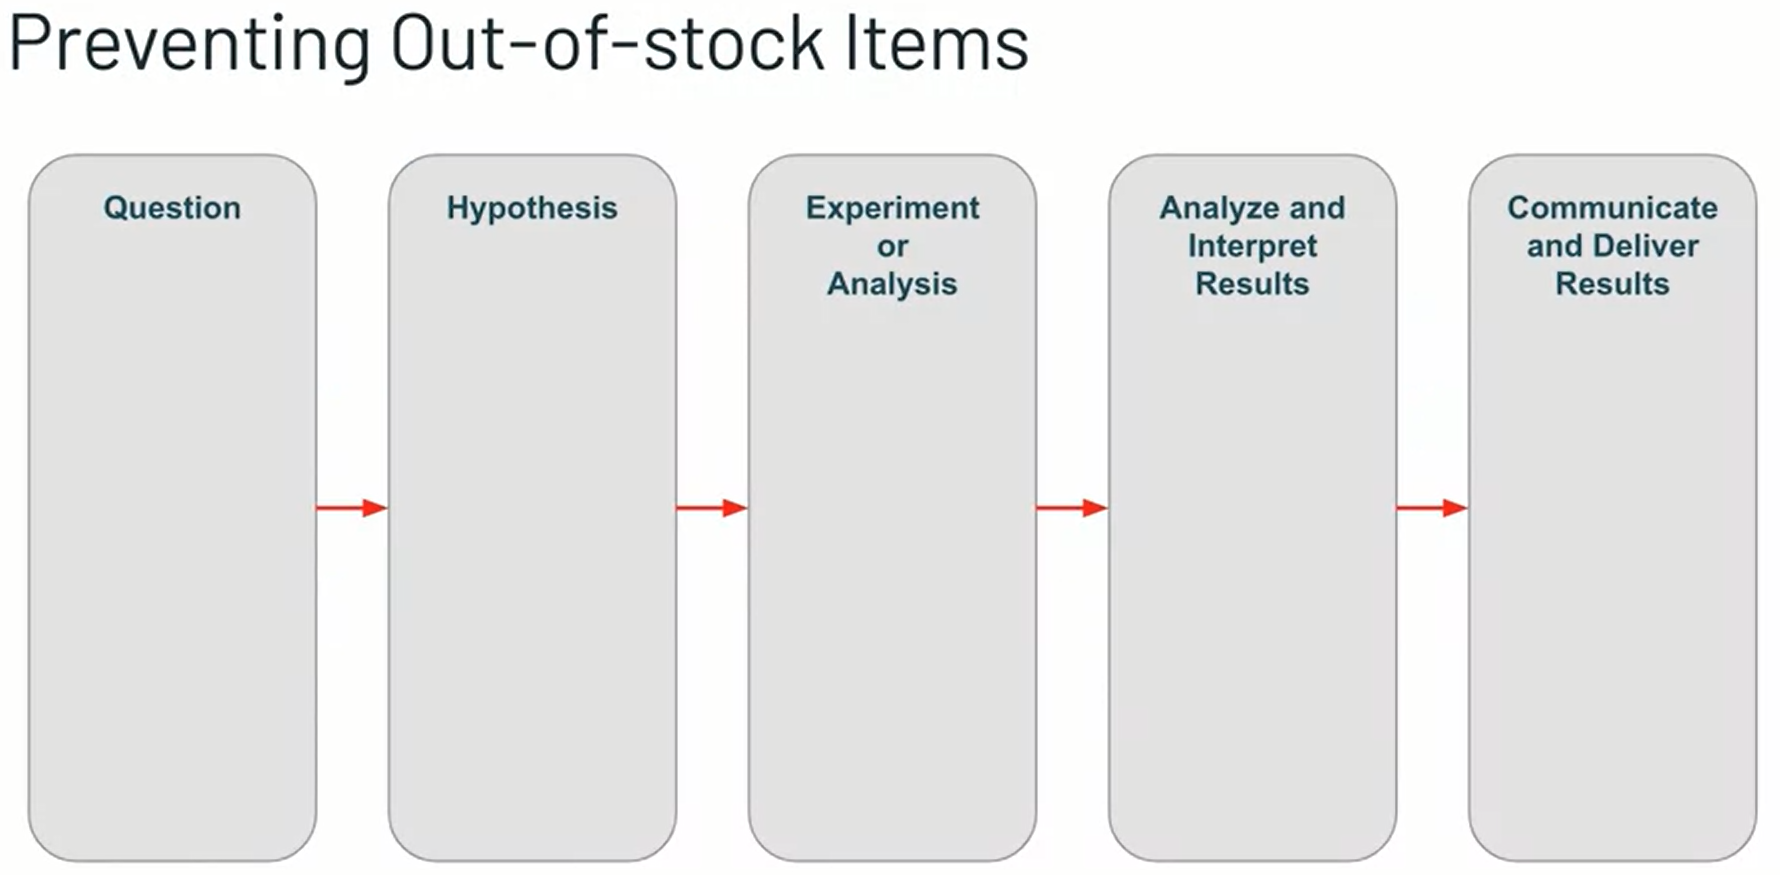 Preventing Out-of-stock Items
Question
Hypothesis
Experiment
or
Analysis
Analyze and
Interpret
Results
Communicate
and Deliver
Results